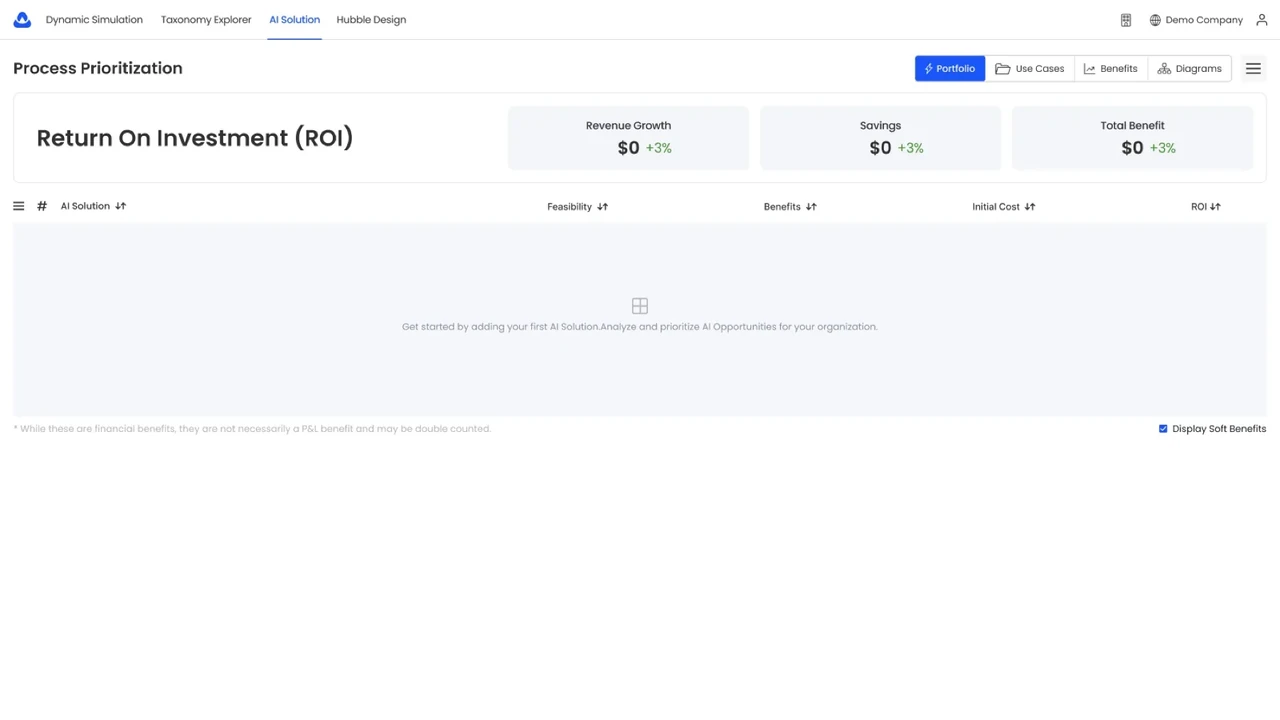 Dynamic Simulation Taxonomy Explorer AI Solution Hubble Design Demo Company
Process Prioritization Portfolio Use Cases Benefits Diagrams
Return On Investment (ROI)
Revenue Growth Savings Total Benefit
$0 +3% $0 +3% $0 +3%
# AI Solution Feasibility Benefits Initial Cost ROI
Get started by adding your first AI Solution.Analyze and prioritize AI Opportunities for your organization.
* While these are financial benefits, they are not necessarily a P&L benefit and may be double counted. Display Soft Benefits